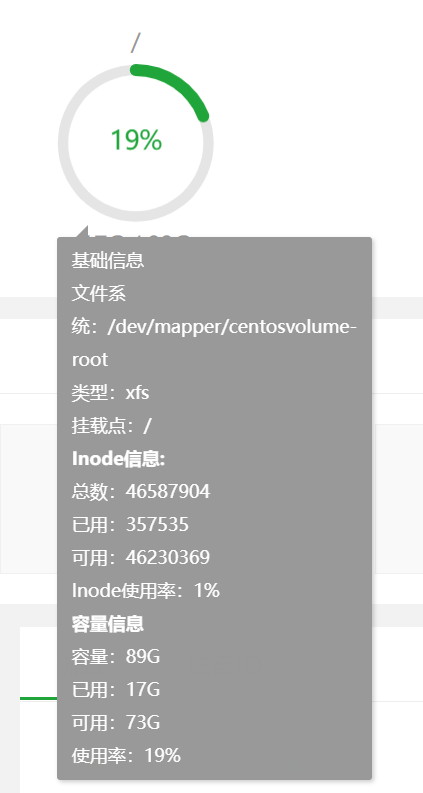 /
19%
基础信息
文件系
统：/dev/mapper/centosvolume-
root
类型：xfs
挂载点：/
Inode信息:
总数：46587904
已用：357535
可用：46230369
Inode使用率：1%
容量信息
容量：89G
已用：17G
可用：73G
使用率：19%